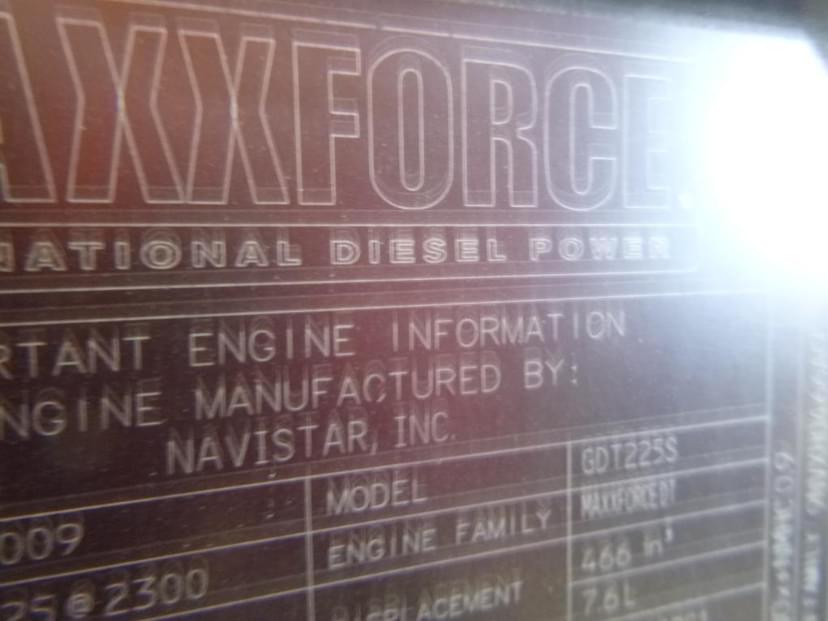 AXXFORCE.
NATIONAL DIESEL POWER
RTANT ENGINE INFORMATION
NGINE MANUFACTURED BY:
NAVISTAR, INC.
MODEL GDT225S
009 ENGINE FAMILY MAXXFORCE DT
25@2300 DISPLACEMENT 466 in³
7.6L